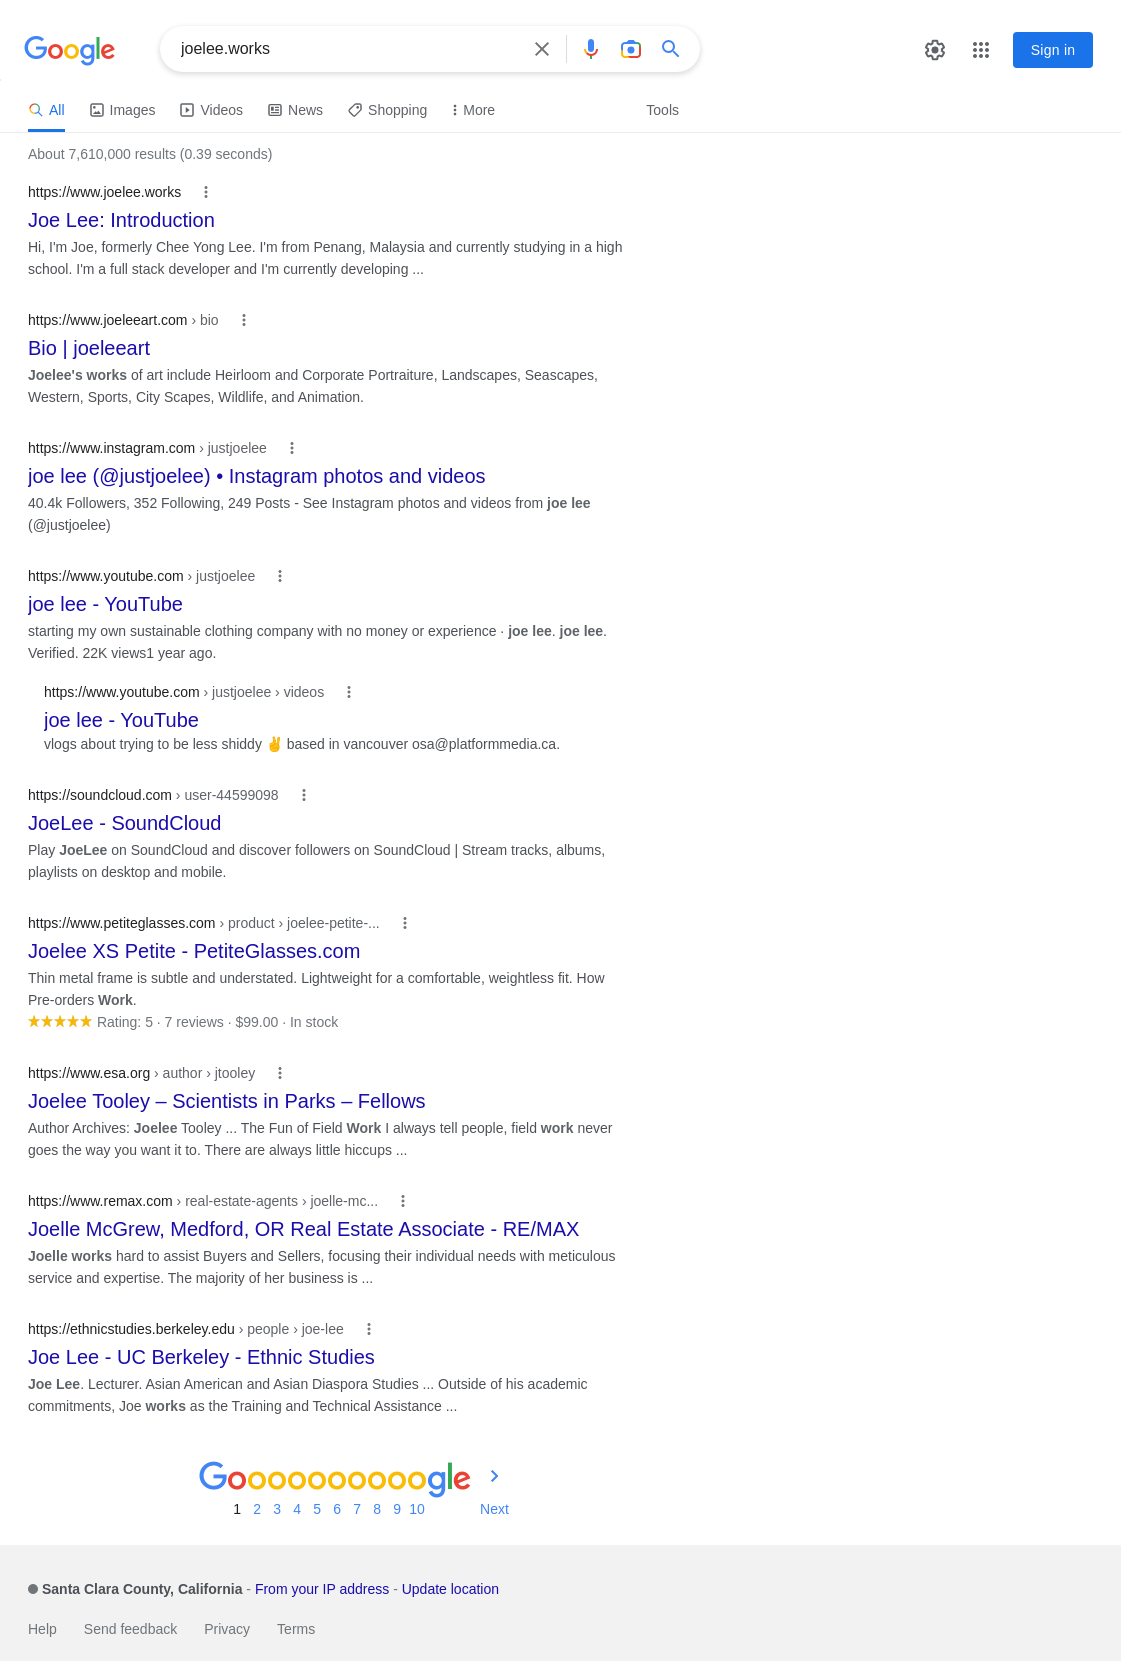 Google
joelee.works
Sign in
All
Images
Videos
News
Shopping
More
Tools
About 7,610,000 results (0.39 seconds)
https://www.joelee.works
Joe Lee: Introduction
Hi, I'm Joe, formerly Chee Yong Lee. I'm from Penang, Malaysia and currently studying in a high
school. I'm a full stack developer and I'm currently developing ...
https://www.joeleeart.com › bio
Bio | joeleeart
Joelee's works of art include Heirloom and Corporate Portraiture, Landscapes, Seascapes,
Western, Sports, City Scapes, Wildlife, and Animation.
https://www.instagram.com › justjoelee
joe lee (@justjoelee) • Instagram photos and videos
40.4k Followers, 352 Following, 249 Posts - See Instagram photos and videos from joe lee
(@justjoelee)
https://www.youtube.com › justjoelee
joe lee - YouTube
starting my own sustainable clothing company with no money or experience · joe lee. joe lee.
Verified. 22K views1 year ago.
https://www.youtube.com › justjoelee › videos
joe lee - YouTube
vlogs about trying to be less shiddy ✌ based in vancouver osa@platformmedia.ca.
https://soundcloud.com › user-44599098
JoeLee - SoundCloud
Play JoeLee on SoundCloud and discover followers on SoundCloud | Stream tracks, albums,
playlists on desktop and mobile.
https://www.petiteglasses.com › product › joelee-petite-...
Joelee XS Petite - PetiteGlasses.com
Thin metal frame is subtle and understated. Lightweight for a comfortable, weightless fit. How
Pre-orders Work.
Rating: 5 · 7 reviews · $99.00 · In stock
https://www.esa.org › author › jtooley
Joelee Tooley – Scientists in Parks – Fellows
Author Archives: Joelee Tooley ... The Fun of Field Work I always tell people, field work never
goes the way you want it to. There are always little hiccups ...
https://www.remax.com › real-estate-agents › joelle-mc...
Joelle McGrew, Medford, OR Real Estate Associate - RE/MAX
Joelle works hard to assist Buyers and Sellers, focusing their individual needs with meticulous
service and expertise. The majority of her business is ...
https://ethnicstudies.berkeley.edu › people › joe-lee
Joe Lee - UC Berkeley - Ethnic Studies
Joe Lee. Lecturer. Asian American and Asian Diaspora Studies ... Outside of his academic
commitments, Joe works as the Training and Technical Assistance ...
Goooooooooogle
1 2 3 4 5 6 7 8 9 10 Next
Santa Clara County, California - From your IP address - Update location
Help Send feedback Privacy Terms